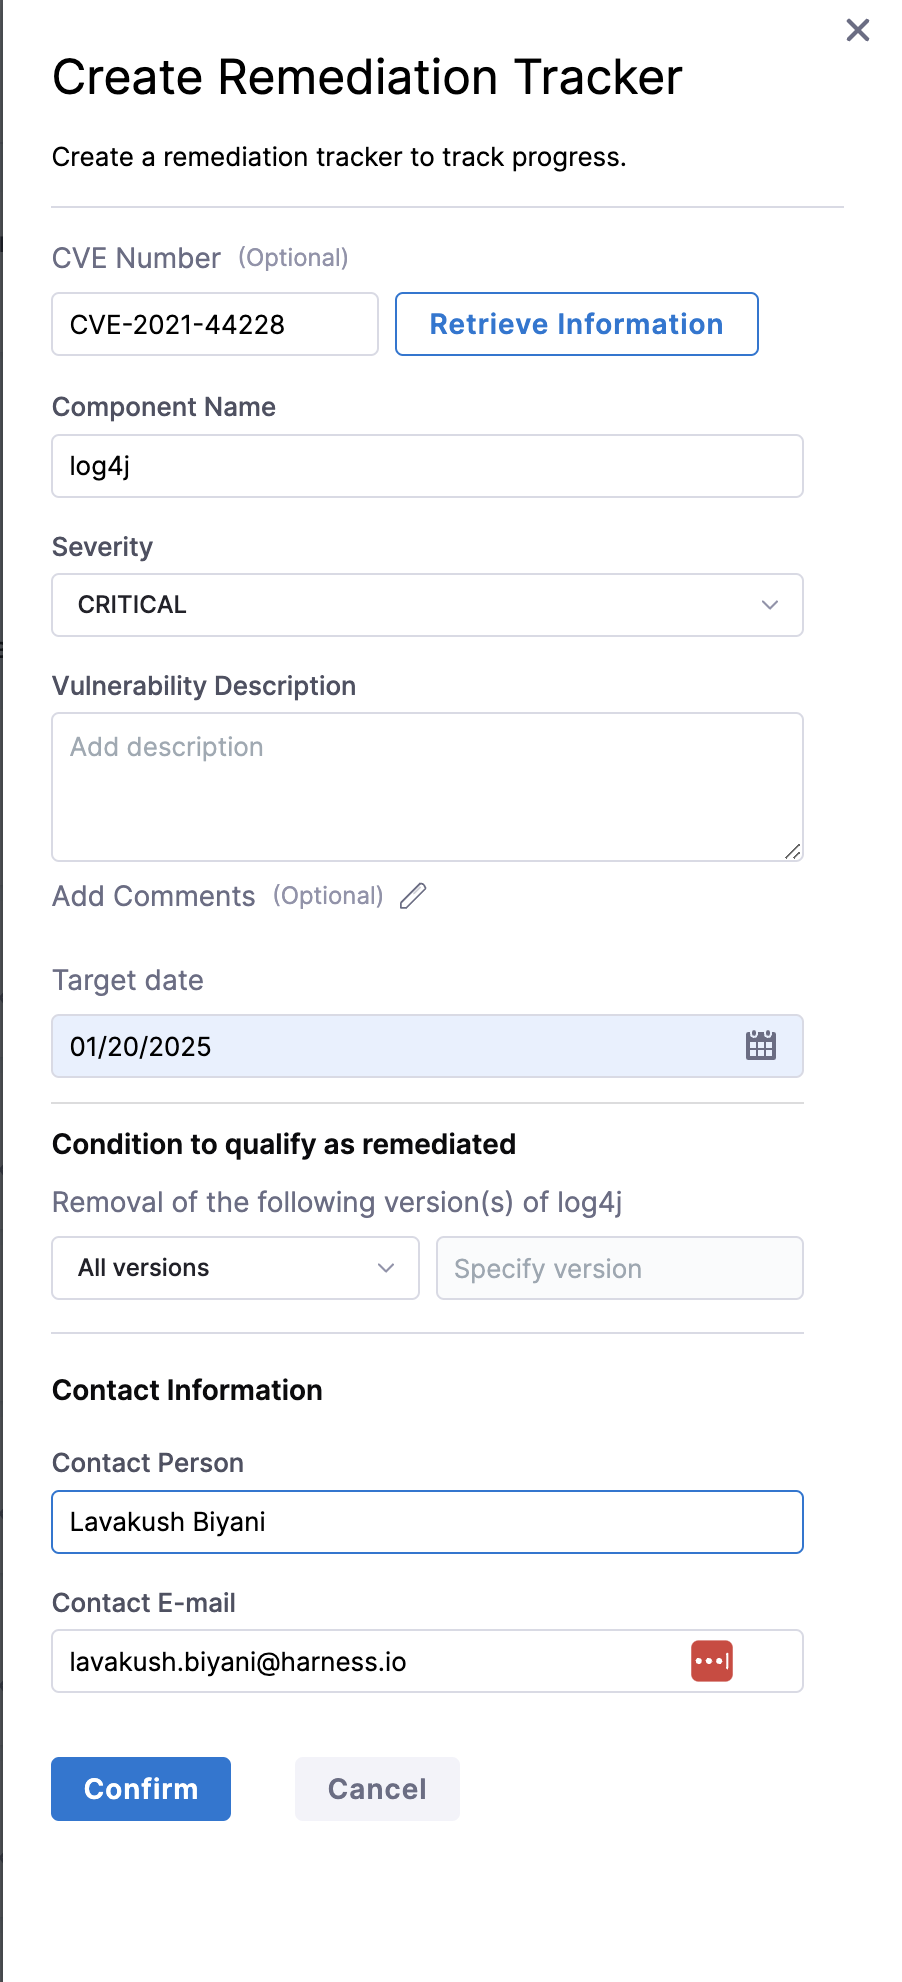 Create Remediation Tracker
Create a remediation tracker to track progress.
CVE Number (Optional)
CVE-2021-44228 Retrieve Information
Component Name
log4j
Severity
CRITICAL
Vulnerability Description
Add description
Add Comments (Optional)
Target date
01/20/2025
Condition to qualify as remediated
Removal of the following version(s) of log4j
All versions Specify version
Contact Information
Contact Person
Lavakush Biyani
Contact E-mail
lavakush.biyani@harness.io
Confirm Cancel